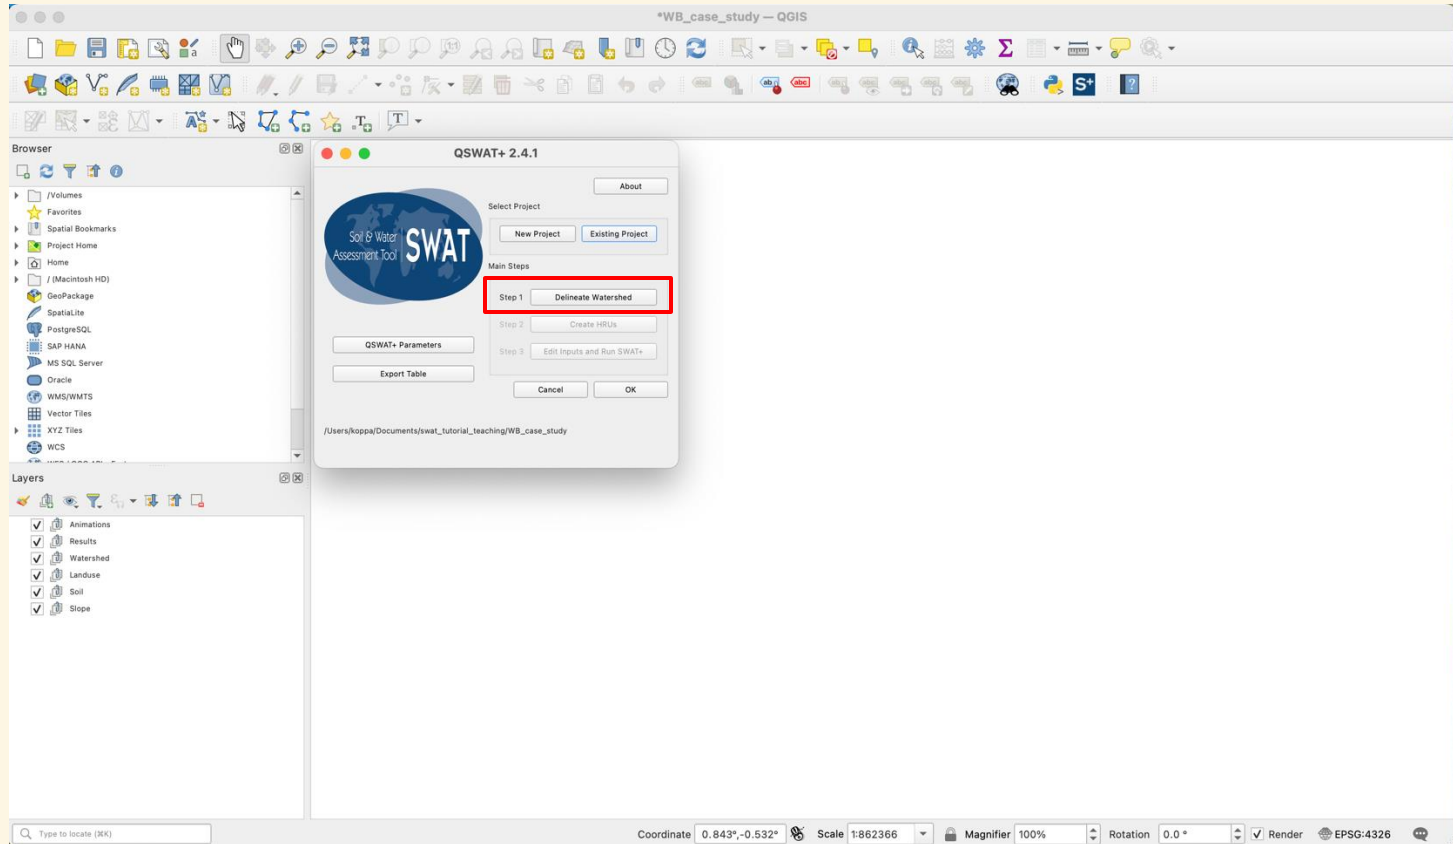 *WB_case_study — QGIS
Browser
/Volumes
Favorites
Spatial Bookmarks
Project Home
Home
/ (Macintosh HD)
GeoPackage
SpatiaLite
PostgreSQL
SAP HANA
MS SQL Server
Oracle
WMS/WMTS
Vector Tiles
XYZ Tiles
WCS
Layers
Animations
Results
Watershed
Landuse
Soil
Slope
QSWAT+ 2.4.1
About
Soil & Water
Assessment Tool
SWAT
Select Project
New Project Existing Project
Main Steps
Step 1 Delineate Watershed
Step 2 Create HRUs
Step 3 Edit Inputs and Run SWAT+
QSWAT+ Parameters
Export Table
Cancel OK
/Users/koppa/Documents/swat_tutorial_teaching/WB_case_study
Type to locate (⌘K)
Coordinate 0.843°,-0.532° Scale 1:862366 Magnifier 100% Rotation 0.0 ° Render EPSG:4326